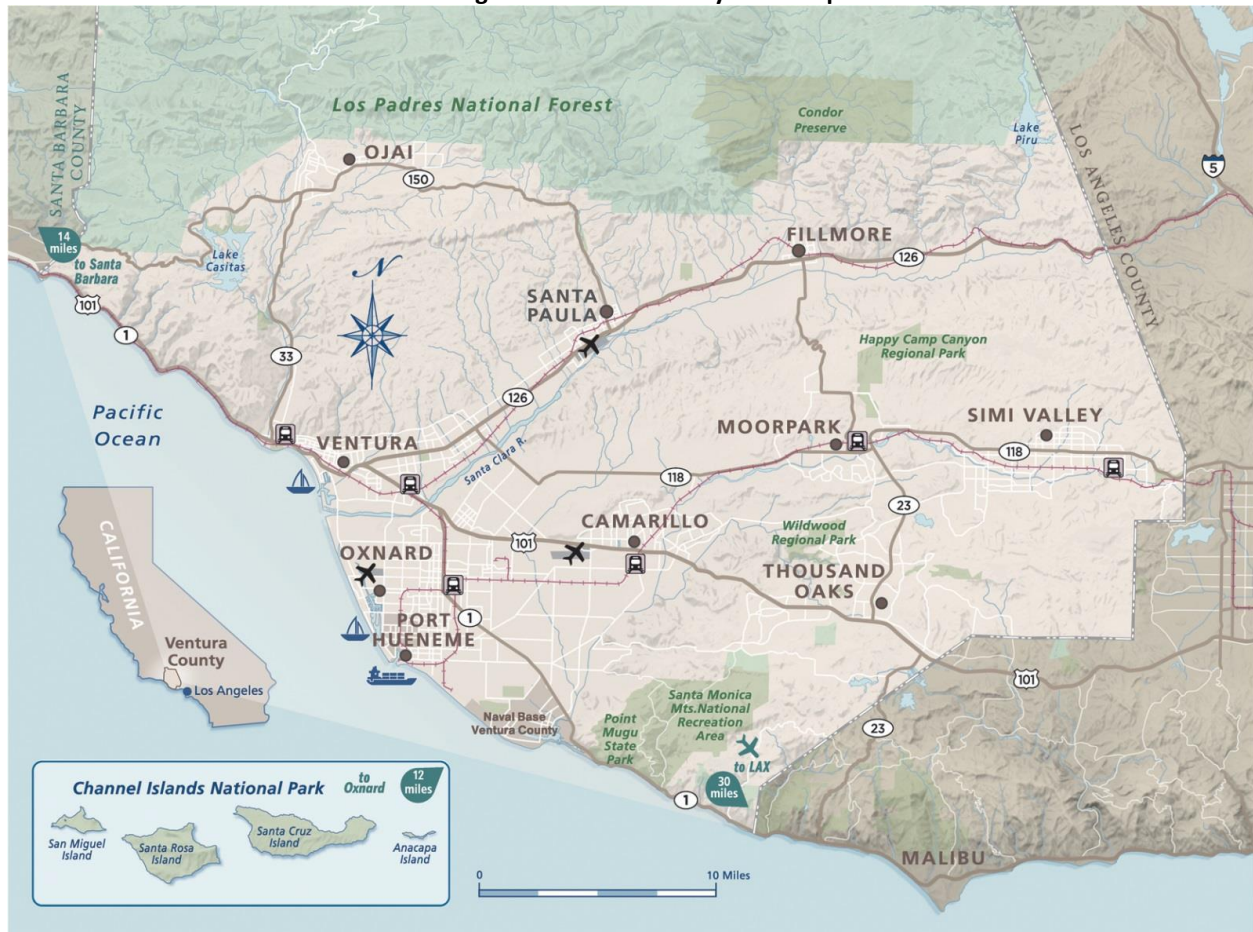 Los Padres National Forest
Condor
Preserve
Lake
Piru
SANTA BARBARA
COUNTY
LOS ANGELES COUNTY
5
OJAI
150
14
miles
to Santa
Barbara
Lake
Casitas
FILLMORE
126
101
1
N
SANTA
PAULA
33
Happy Camp Canyon
Regional Park
126
Pacific
Ocean
VENTURA
Santa Clara R.
MOORPARK
SIMI VALLEY
118
118
23
CAMARILLO
101
Wildwood
Regional Park
OXNARD
THOUSAND
OAKS
PORT
HUENEME
1
CALIFORNIA
Ventura
County
Los Angeles
101
Naval Base
Ventura County
Point
Mugu
State
Park
Santa Monica
Mts.National
Recreation
Area
23
to LAX
30
miles
1
MALIBU
Channel Islands National Park
to
Oxnard
12
miles
San Miguel
Island
Santa Rosa
Island
Santa Cruz
Island
Anacapa
Island
0
10 Miles